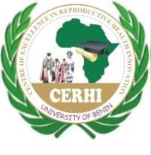 CENTRE OF EXCELLENCE IN REPRODUCTIVE HEALTH INNOVATION
CERHI
UNIVERSITY OF BENIN